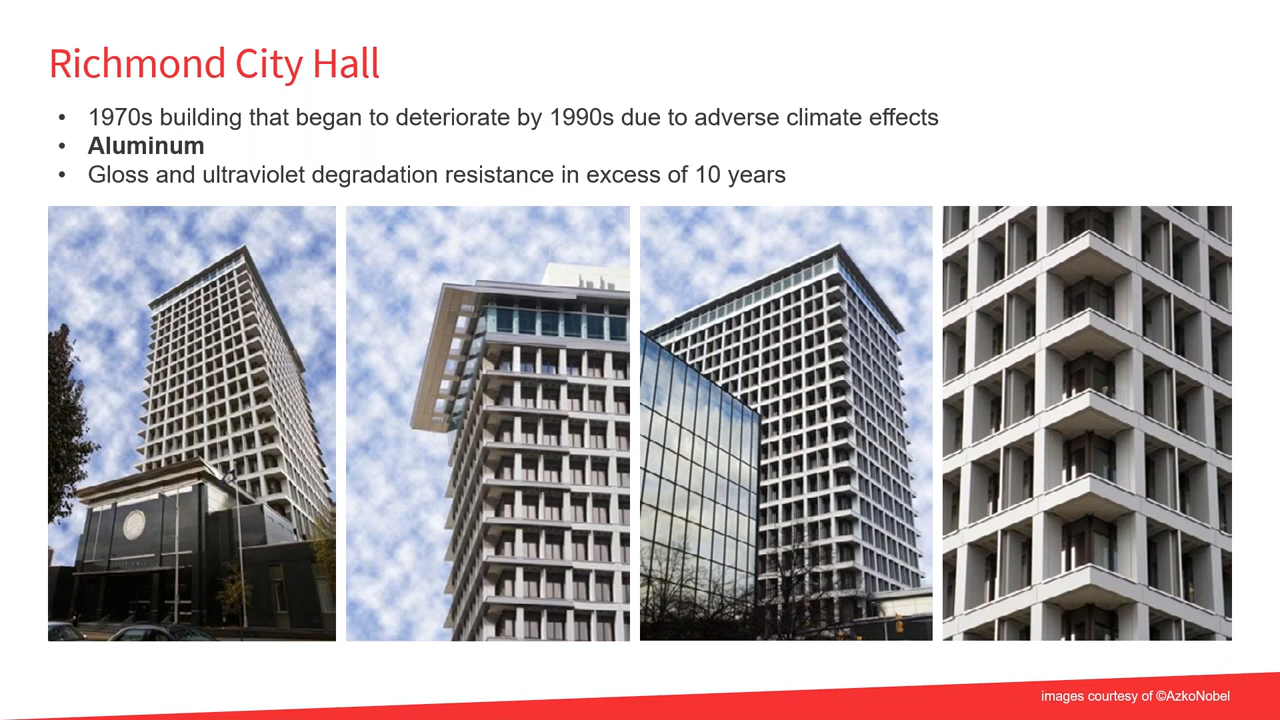 Richmond City Hall
• 1970s building that began to deteriorate by 1990s due to adverse climate effects
• Aluminum
• Gloss and ultraviolet degradation resistance in excess of 10 years
images courtesy of ©AzkoNobel